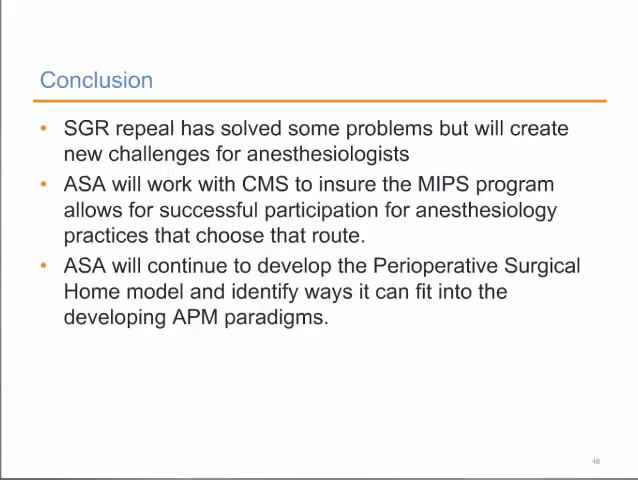 Conclusion
• SGR repeal has solved some problems but will create
new challenges for anesthesiologists
• ASA will work with CMS to insure the MIPS program
allows for successful participation for anesthesiology
practices that choose that route.
• ASA will continue to develop the Perioperative Surgical
Home model and identify ways it can fit into the
developing APM paradigms.
46